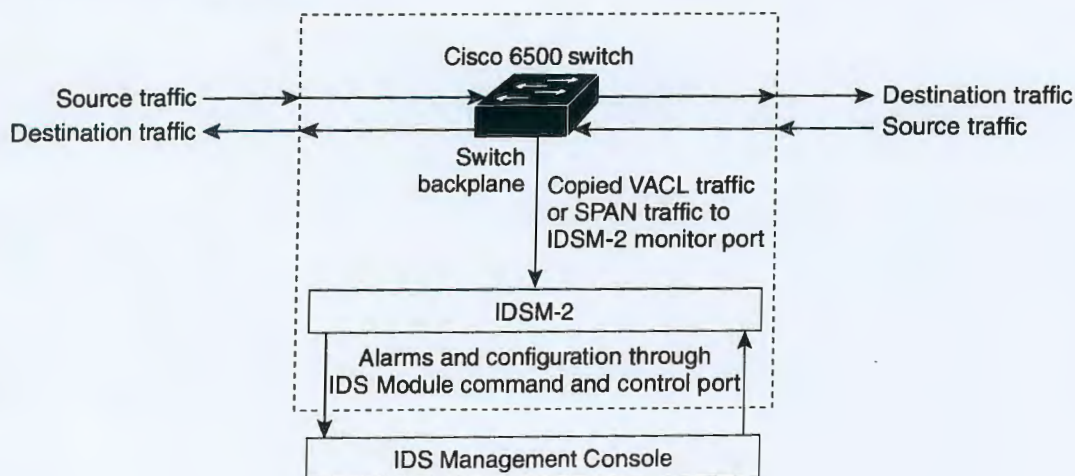 Cisco 6500 switch
Source traffic
Destination traffic
Destination traffic
Source traffic
Switch
backplane
Copied VACL traffic
or SPAN traffic to
IDSM-2 monitor port
IDSM-2
Alarms and configuration through
IDS Module command and control port
IDS Management Console